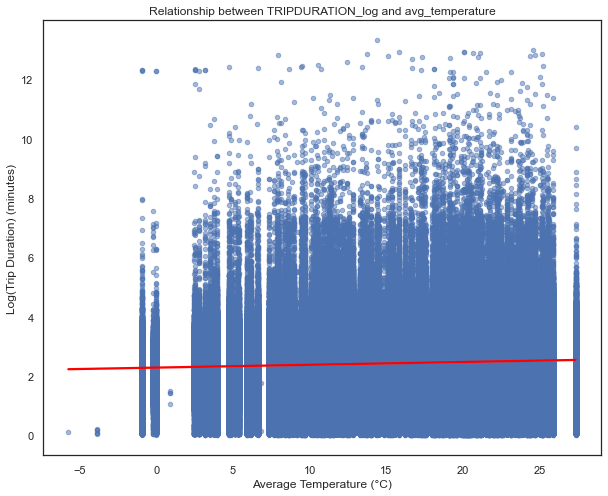 Relationship between TRIPDURATION_log and avg_temperature
12
10
8
6
4
2
0
Log(Trip Duration) (minutes)
−5 0 5 10 15 20 25
Average Temperature (°C)